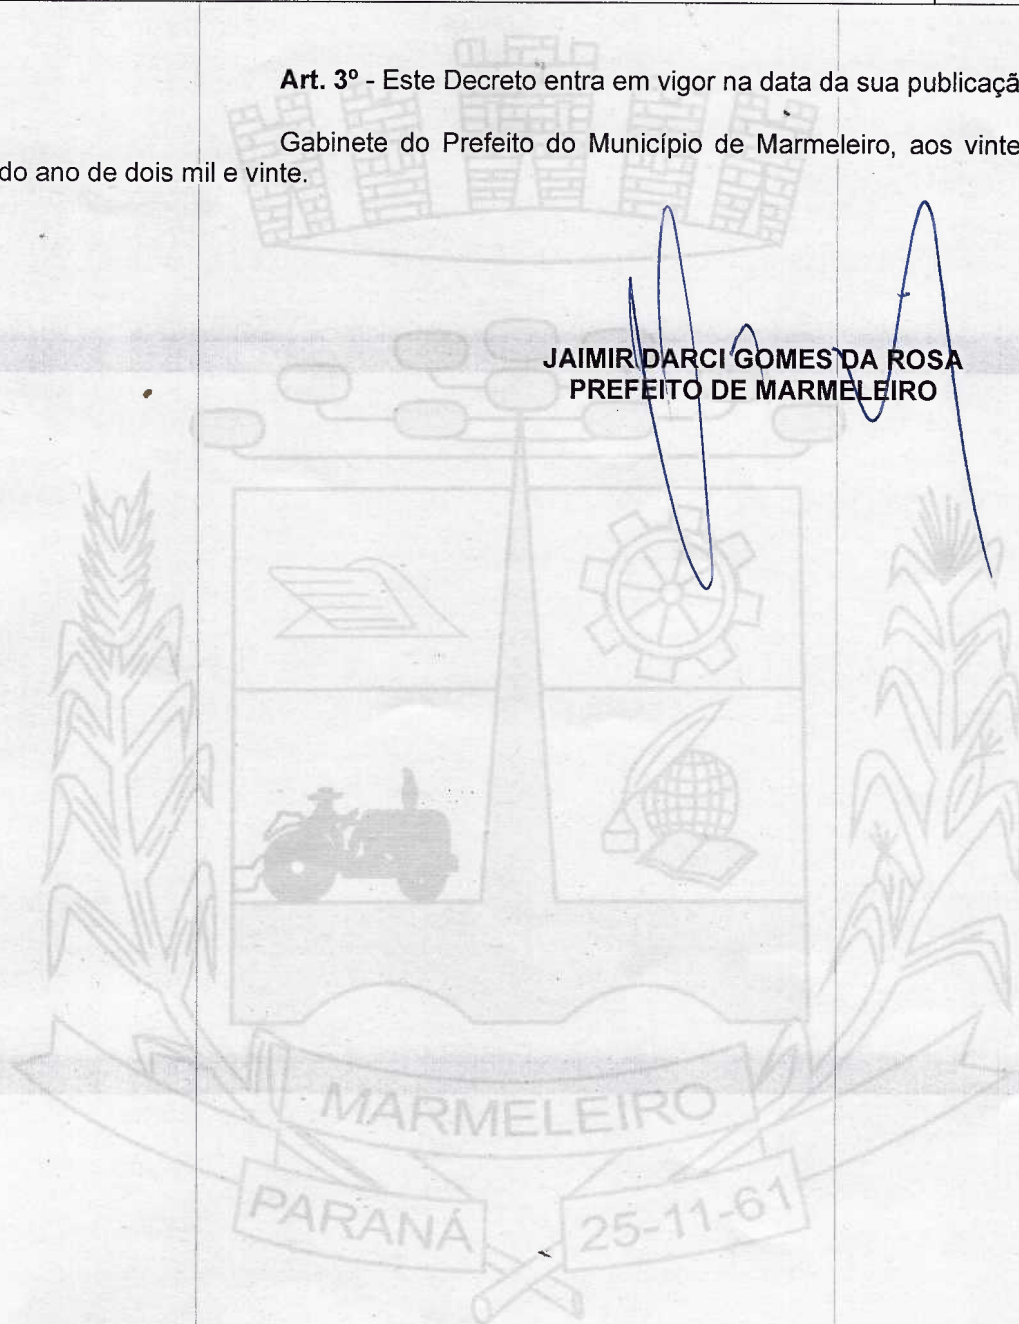 Art. 3º - Este Decreto entra em vigor na data da sua publicaçã
Gabinete do Prefeito do Município de Marmeleiro, aos vinte
do ano de dois mil e vinte.
JAIMIR DARCI GOMES DA ROSA
PREFEITO DE MARMELEIRO
MARMELEIRO
PARANÁ
25-11-61